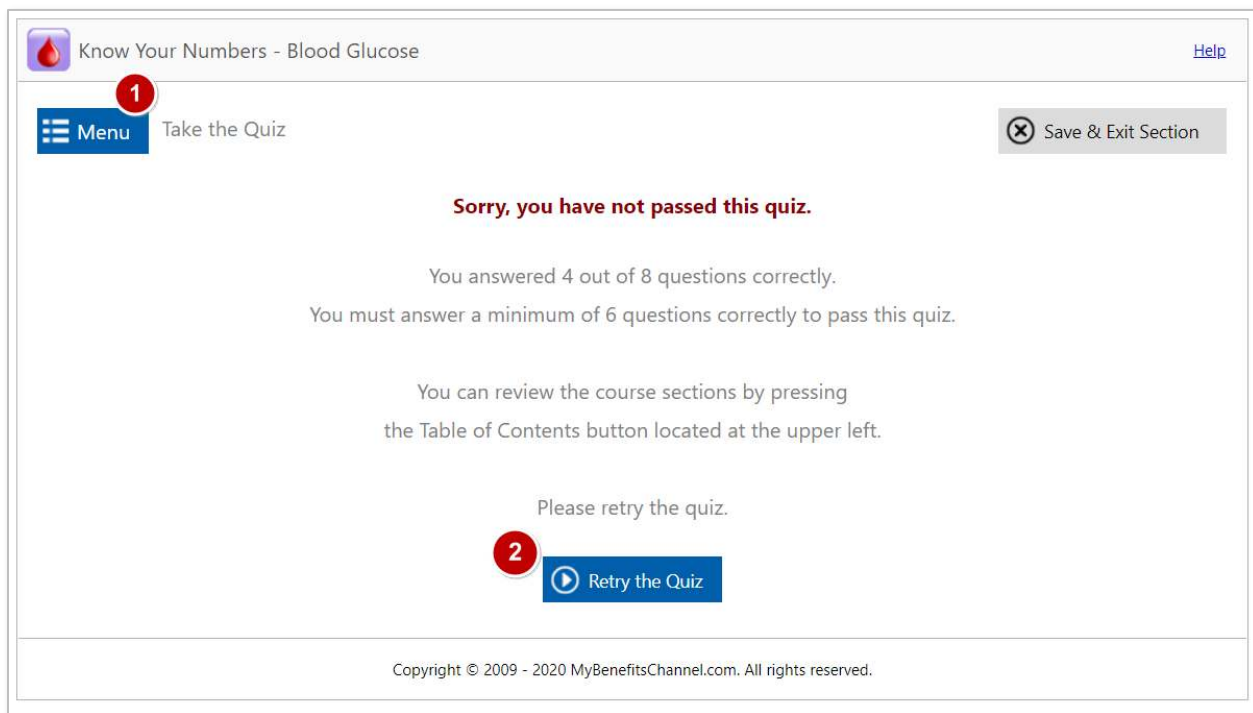 Know Your Numbers - Blood Glucose
Help
1
Menu
Take the Quiz
Save & Exit Section
Sorry, you have not passed this quiz.
You answered 4 out of 8 questions correctly.
You must answer a minimum of 6 questions correctly to pass this quiz.
You can review the course sections by pressing
the Table of Contents button located at the upper left.
Please retry the quiz.
2
Retry the Quiz
Copyright © 2009 - 2020 MyBenefitsChannel.com. All rights reserved.